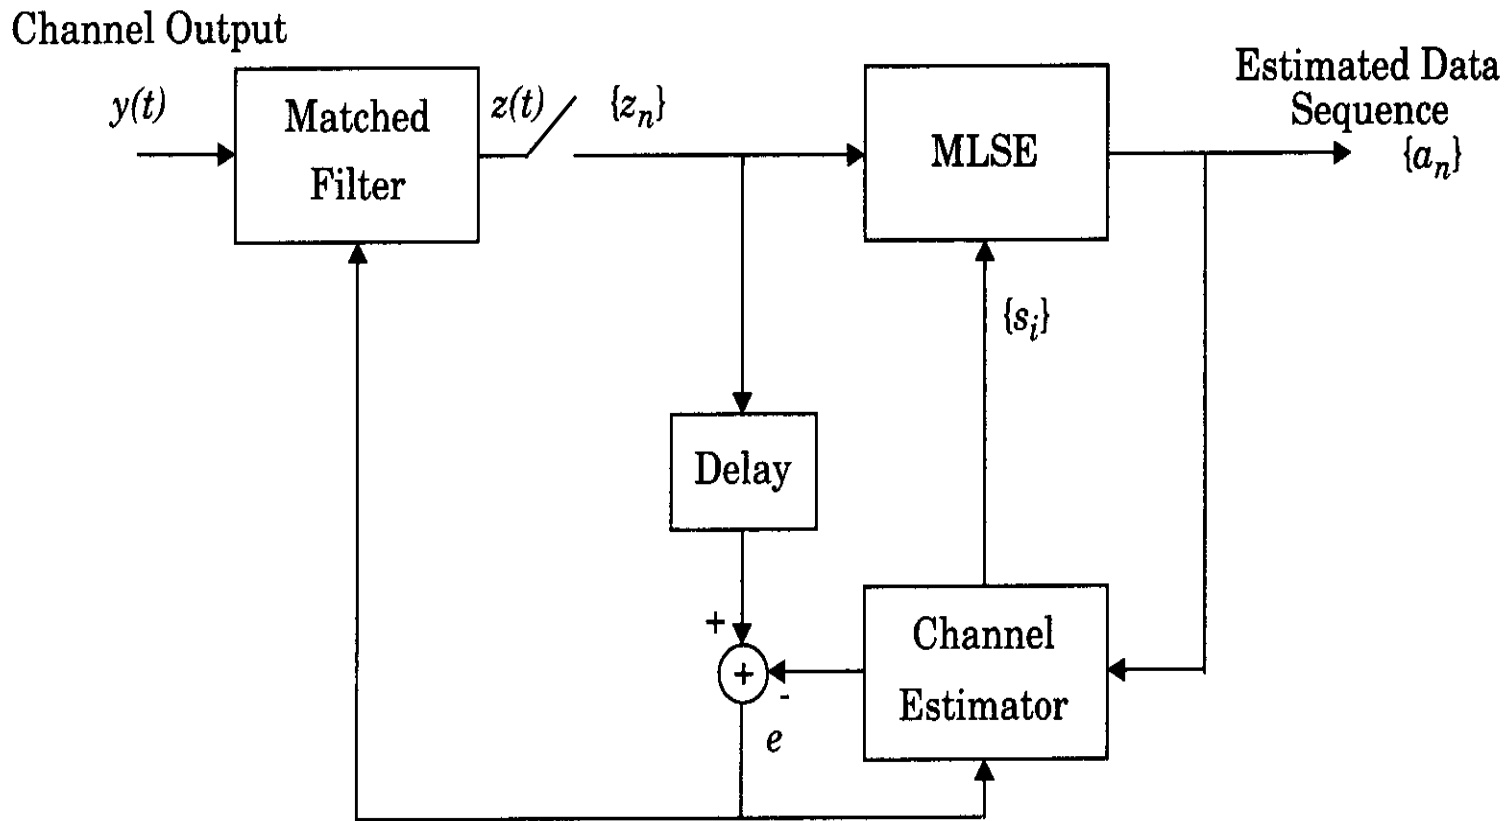 Channel Output
y(t)
Matched
Filter
z(t)
{z_n}
MLSE
Estimated Data
Sequence
{a_n}
{s_i}
Delay
+
+
-
e
Channel
Estimator